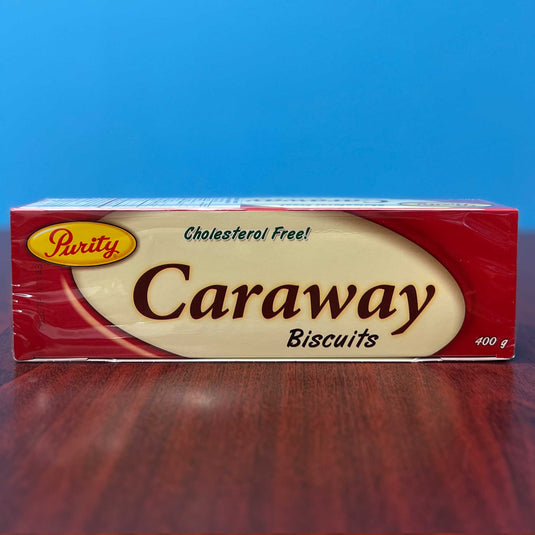 Purity
Cholesterol Free!
Caraway
Biscuits
400 g